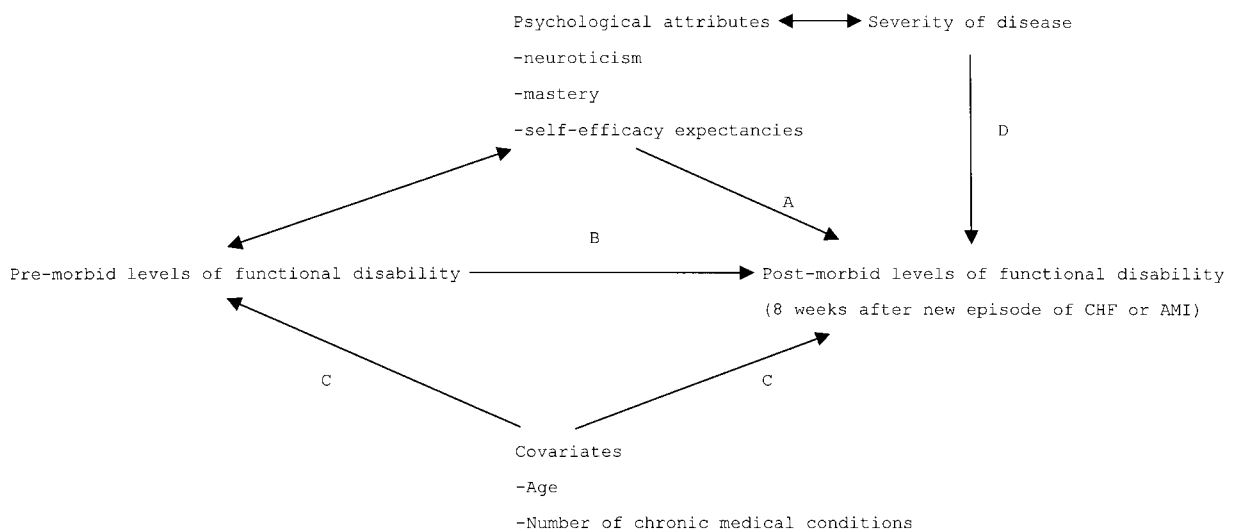 Psychological attributes
Severity of disease
-neuroticism
-mastery
-self-efficacy expectancies
D
A
B
Pre-morbid levels of functional disability
Post-morbid levels of functional disability
(8 weeks after new episode of CHF or AMI)
C
C
Covariates
-Age
-Number of chronic medical conditions